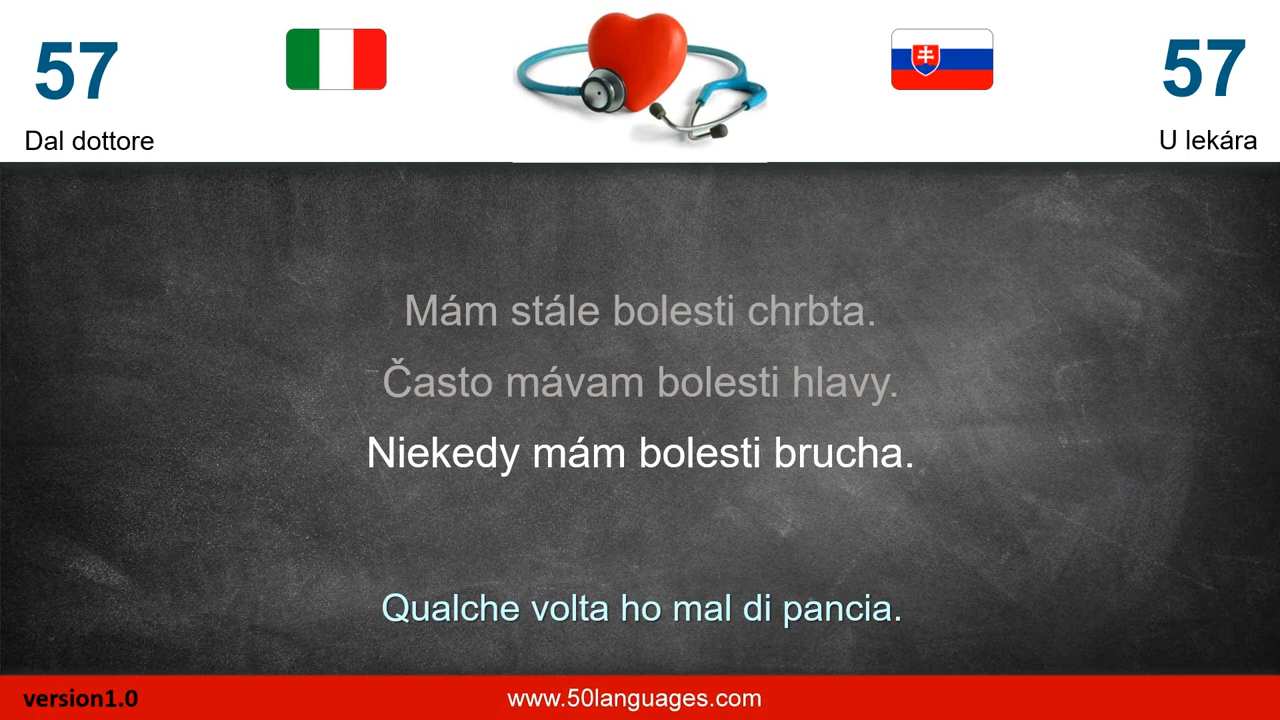 57
57
Dal dottore
U lekára
Mám stále bolesti chrbta.
Často mávam bolesti hlavy.
Niekedy mám bolesti brucha.
Qualche volta ho mal di pancia.
version1.0
www.50languages.com